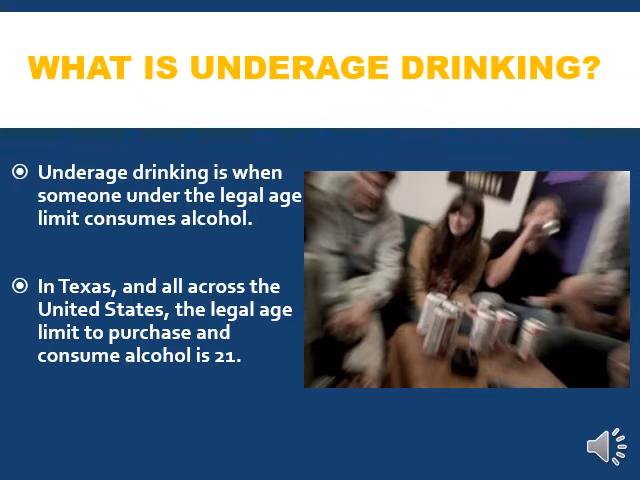 WHAT IS UNDERAGE DRINKING?
Underage drinking is when
someone under the legal age
limit consumes alcohol.
In Texas, and all across the
United States, the legal age
limit to purchase and
consume alcohol is 21.